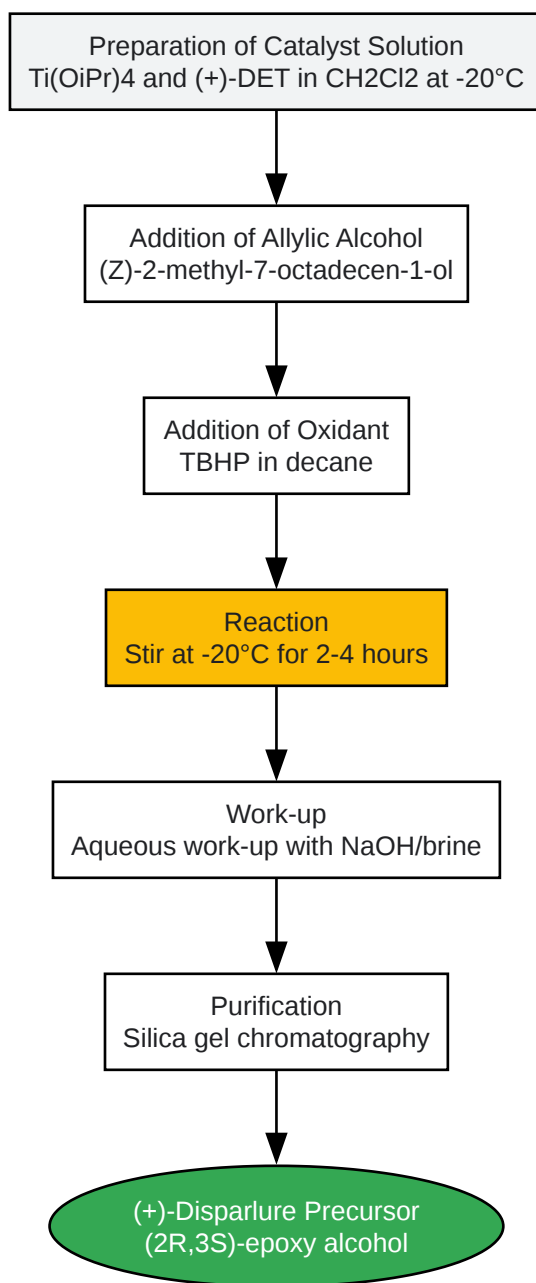 Preparation of Catalyst Solution
Ti(OiPr)4 and (+)-DET in CH2Cl2 at -20°C
Addition of Allylic Alcohol
(Z)-2-methyl-7-octadecen-1-ol
Addition of Oxidant
TBHP in decane
Reaction
Stir at -20°C for 2-4 hours
Work-up
Aqueous work-up with NaOH/brine
Purification
Silica gel chromatography
(+)-Disparlure Precursor
(2R,3S)-epoxy alcohol